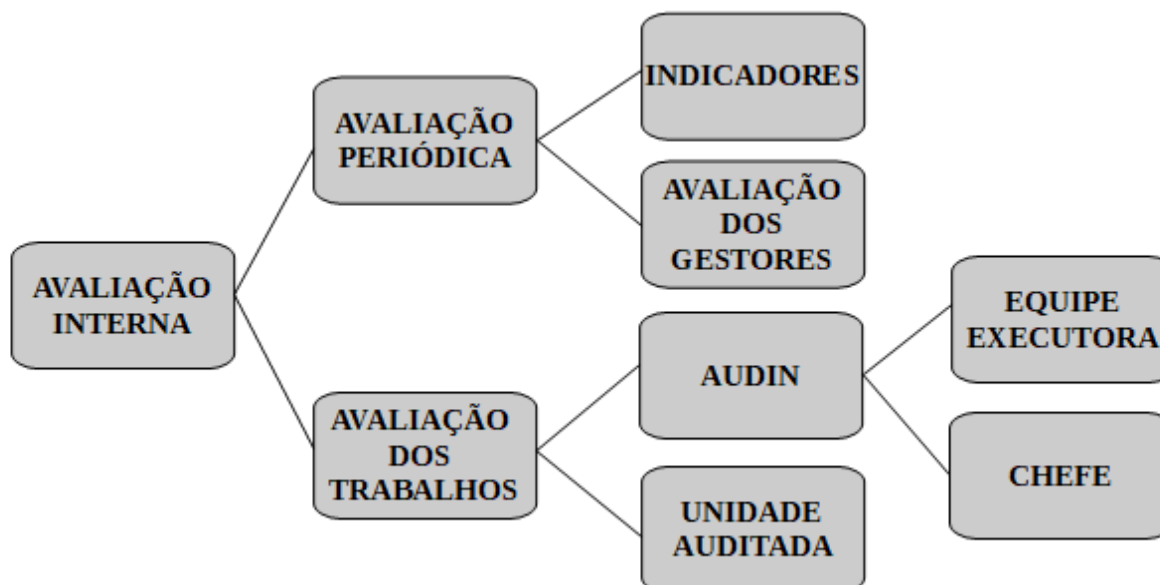 AVALIAÇÃO
INTERNA
AVALIAÇÃO
PERIÓDICA
INDICADORES
AVALIAÇÃO
DOS
GESTORES
AVALIAÇÃO
DOS
TRABALHOS
AUDIN
EQUIPE
EXECUTORA
CHEFE
UNIDADE
AUDITADA